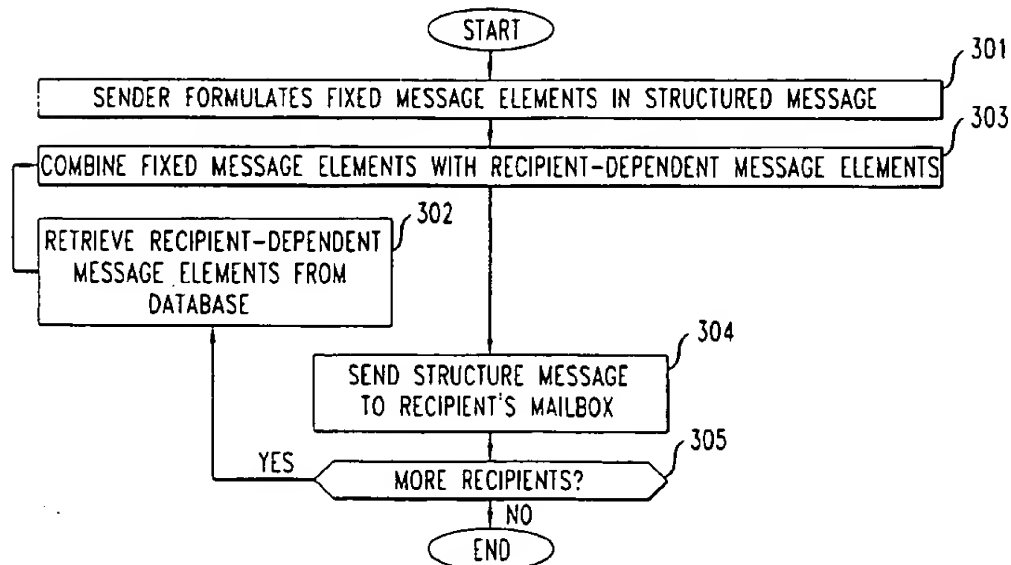 START
301
SENDER FORMULATES FIXED MESSAGE ELEMENTS IN STRUCTURED MESSAGE
303
COMBINE FIXED MESSAGE ELEMENTS WITH RECIPIENT-DEPENDENT MESSAGE ELEMENTS
302
RETRIEVE RECIPIENT-DEPENDENT
MESSAGE ELEMENTS FROM
DATABASE
304
SEND STRUCTURE MESSAGE
TO RECIPIENT'S MAILBOX
305
YES
MORE RECIPIENTS?
NO
END